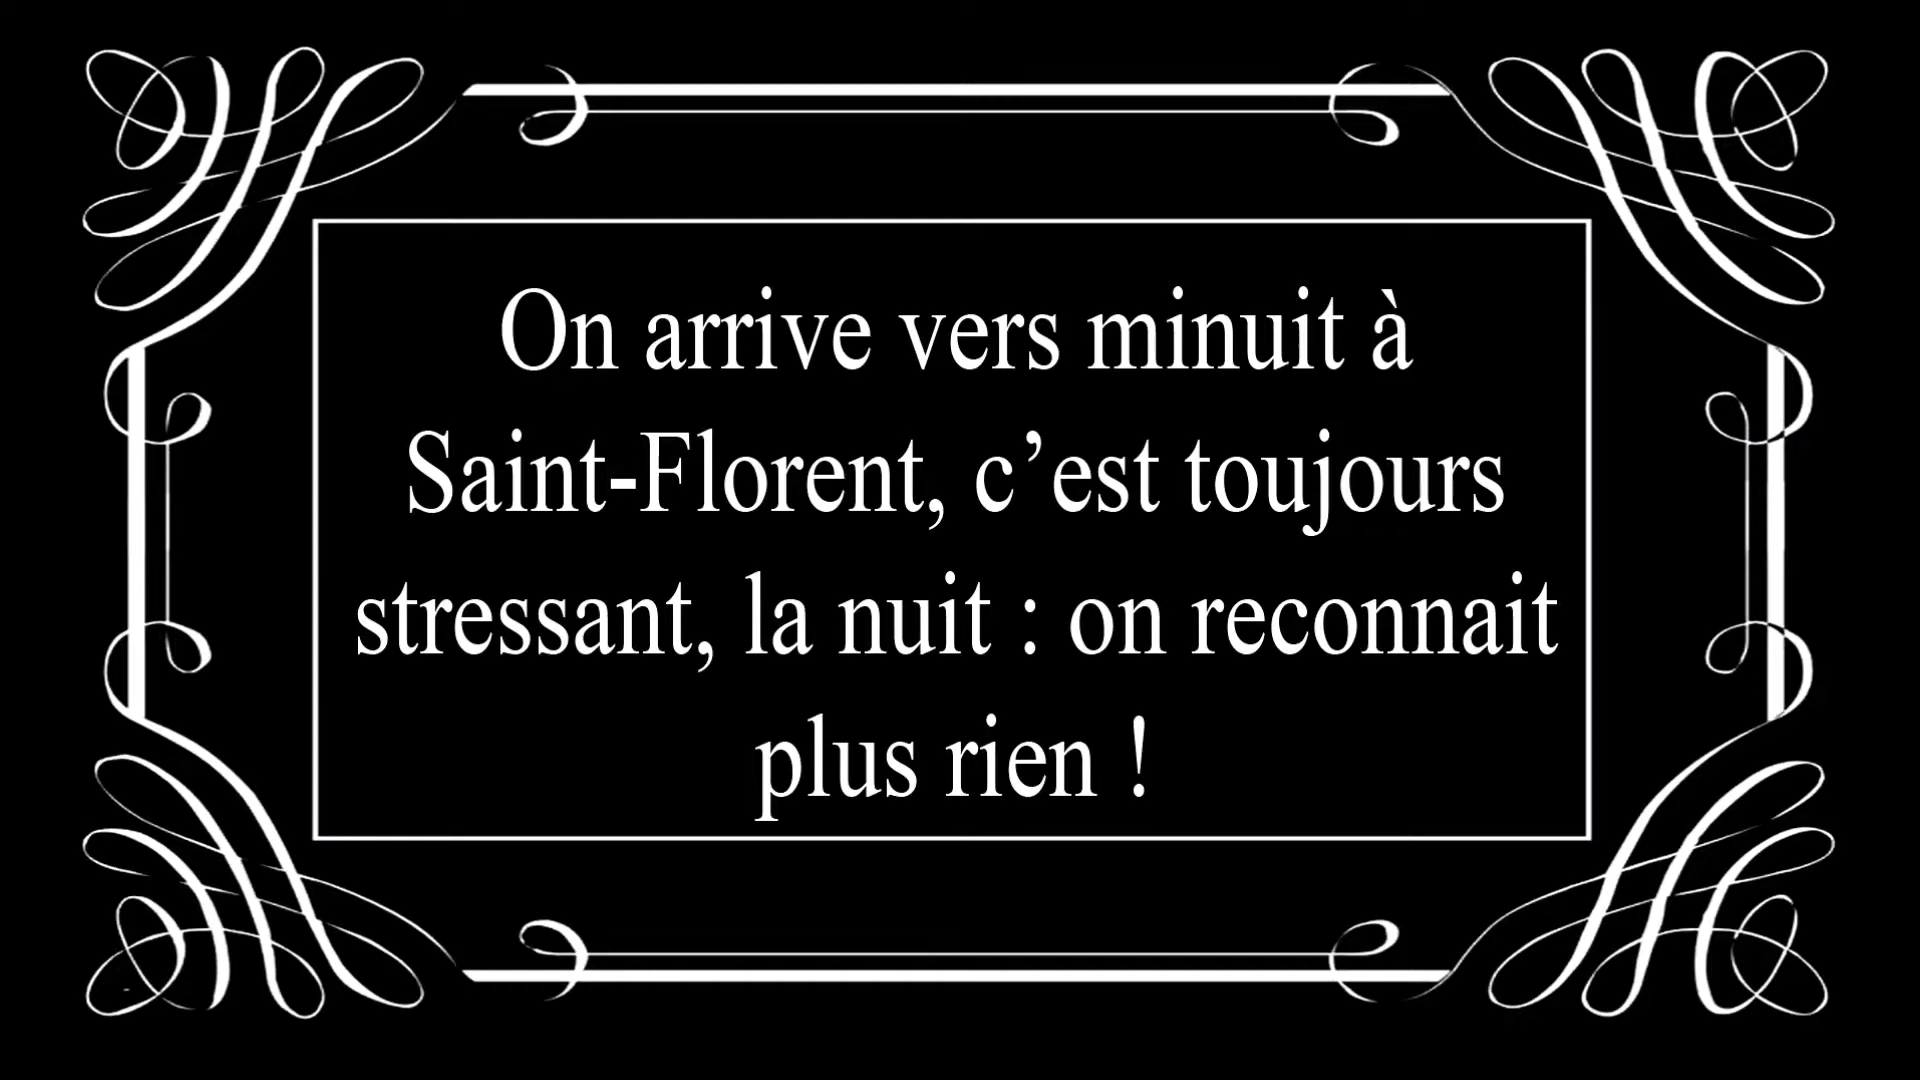 On arrive vers minuit à
Saint-Florent, c’est toujours
stressant, la nuit : on reconnait
plus rien !